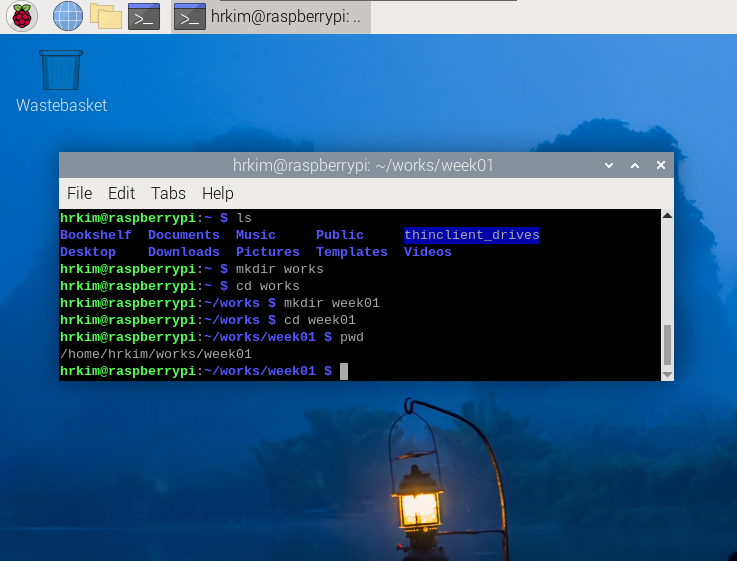 hrkim@raspberrypi: ..
Wastebasket
hrkim@raspberrypi: ~/works/week01
File Edit Tabs Help
hrkim@raspberrypi:~ $ ls
Bookshelf Documents Music Public thinclient_drives
Desktop Downloads Pictures Templates Videos
hrkim@raspberrypi:~ $ mkdir works
hrkim@raspberrypi:~ $ cd works
hrkim@raspberrypi:~/works $ mkdir week01
hrkim@raspberrypi:~/works $ cd week01
hrkim@raspberrypi:~/works/week01 $ pwd
/home/hrkim/works/week01
hrkim@raspberrypi:~/works/week01 $